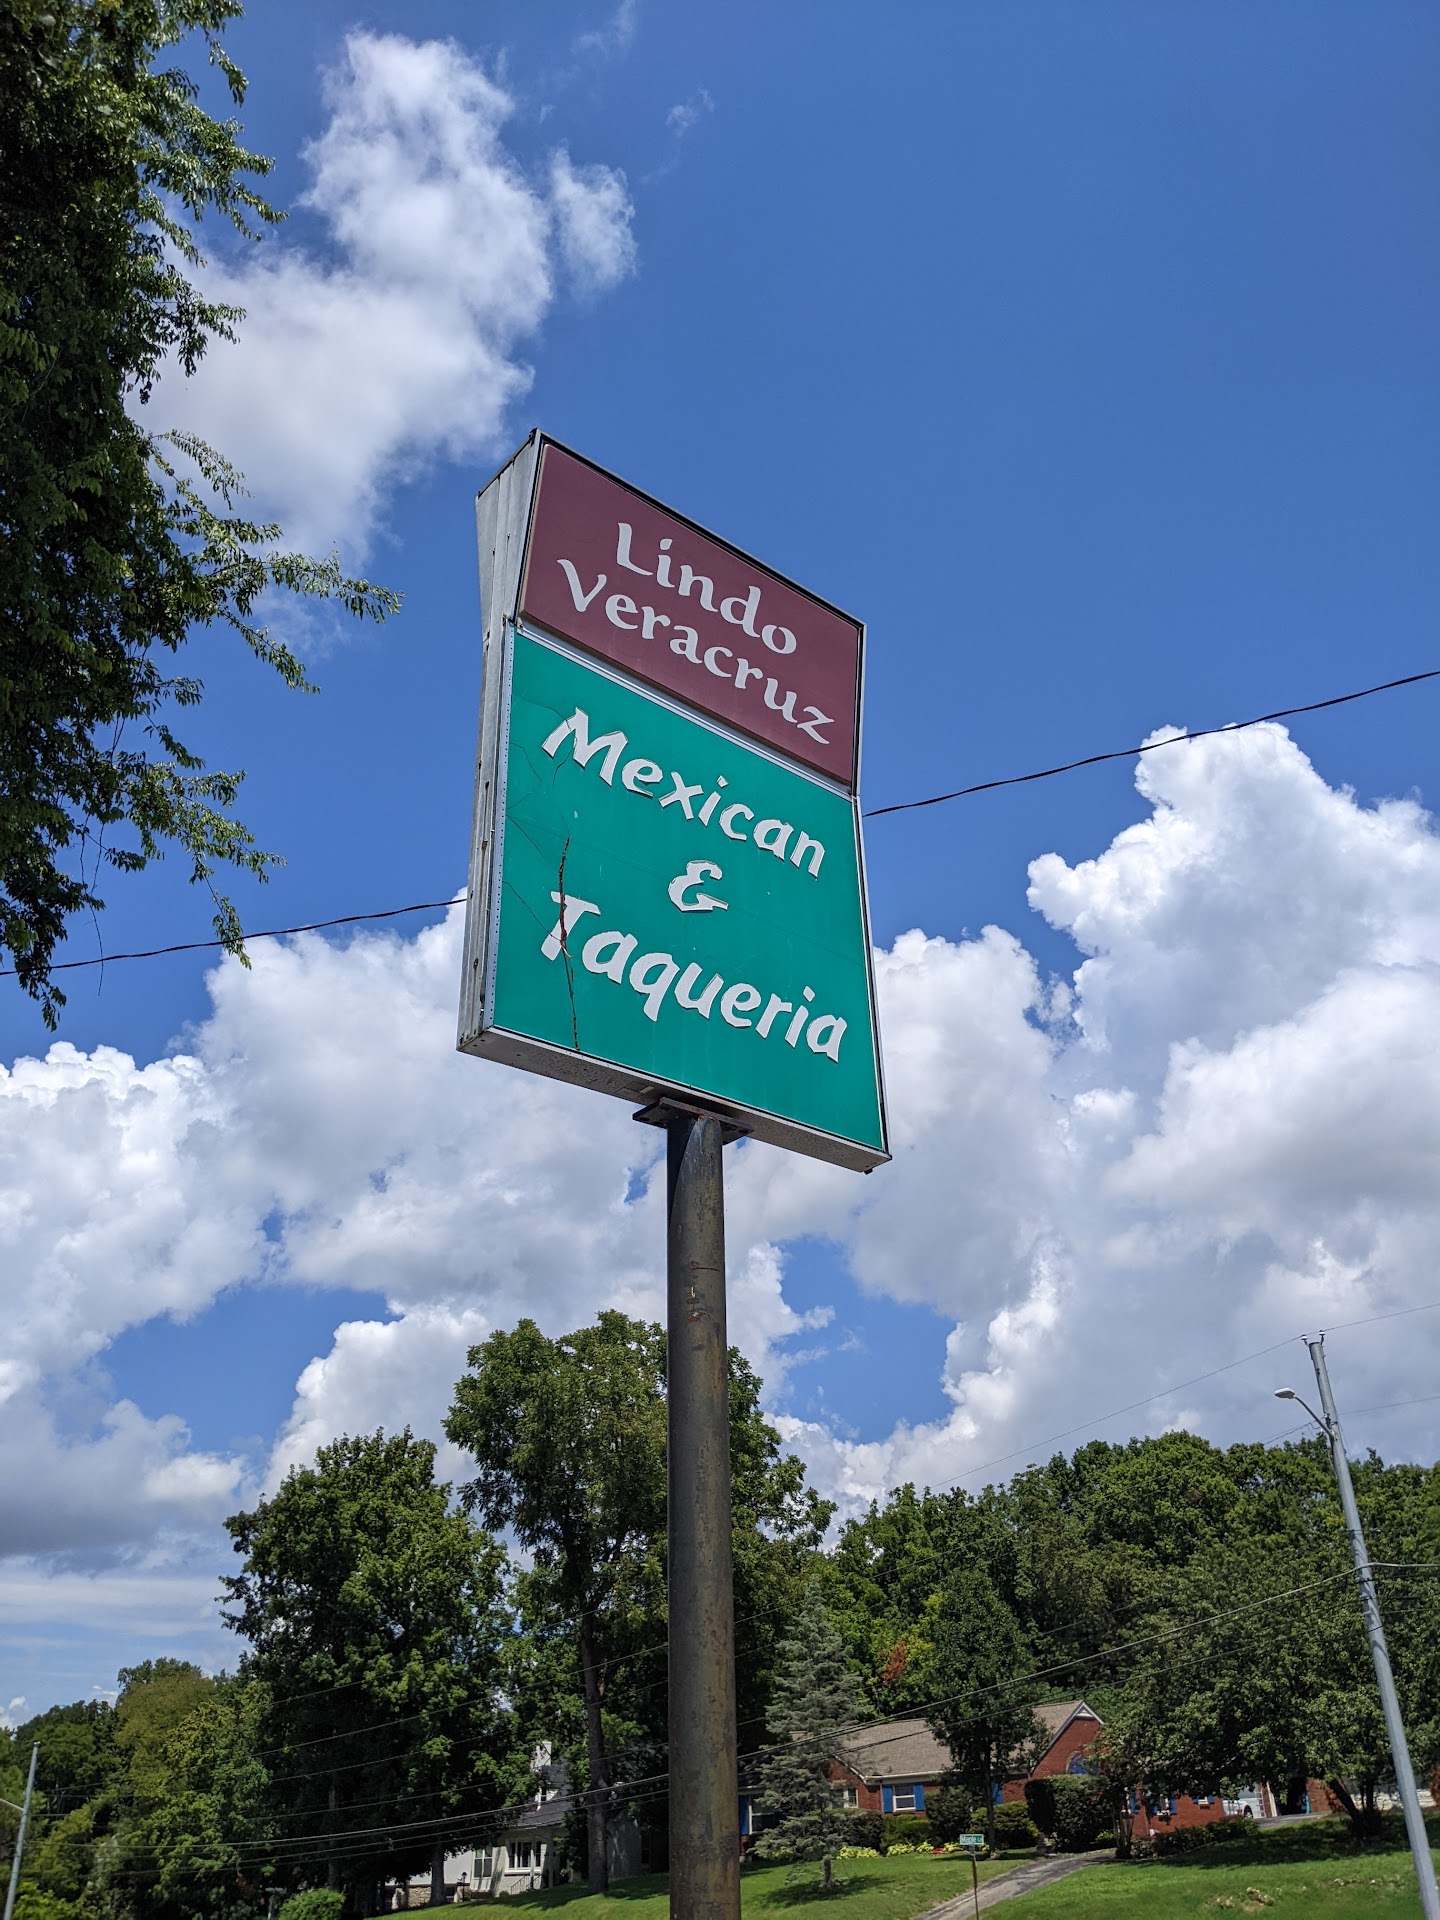 Lindo
Veracruz
Mexican
&
Taqueria